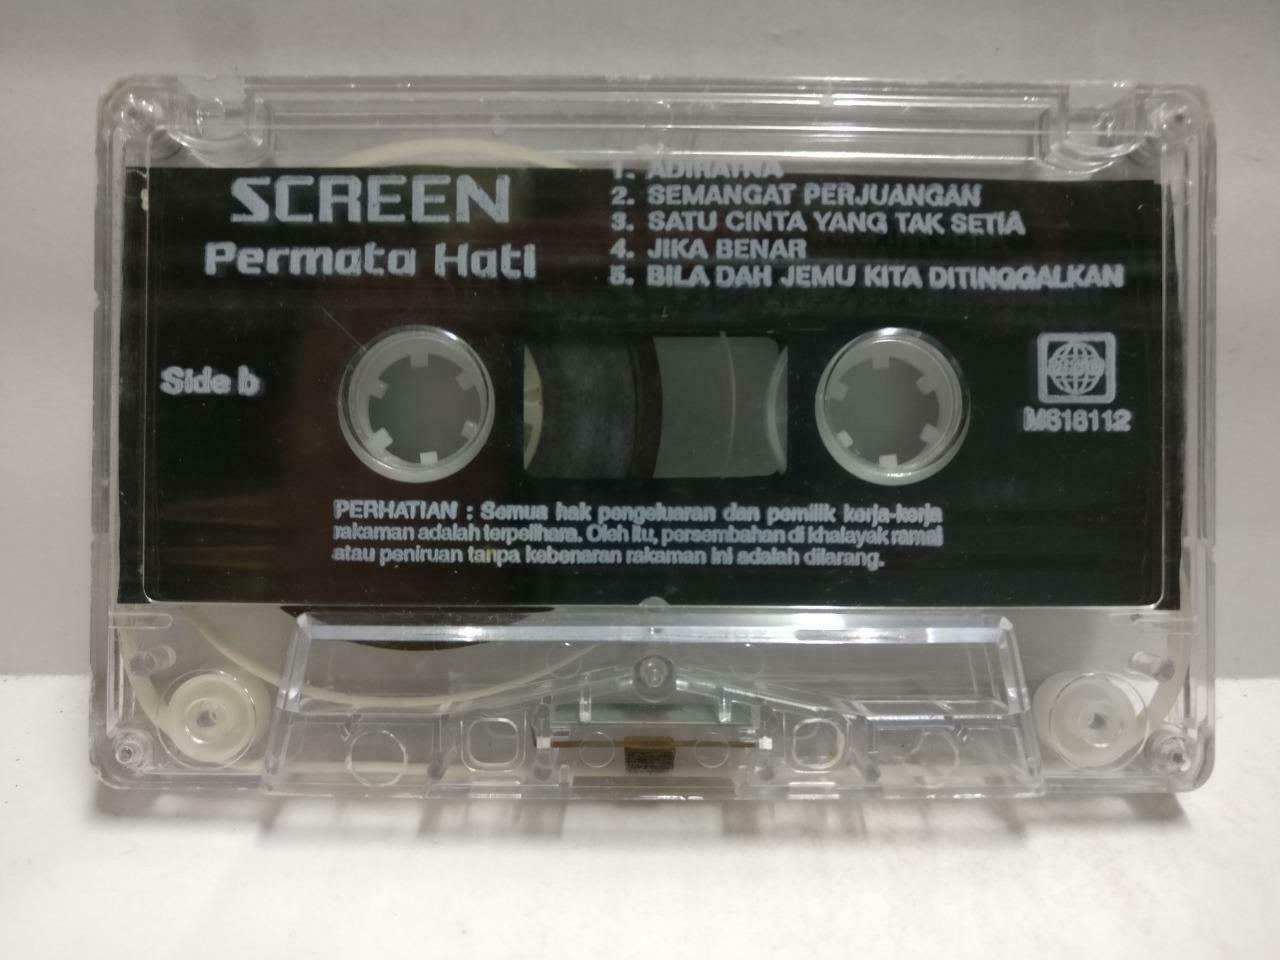 SCREEN
Permata Hati
1. ADIRATNA
2. SEMANGAT PERJUANGAN
3. SATU CINTA YANG TAK SETIA
4. JIKA BENAR
5. BILA DAH JEMU KITA DITINGGALKAN
Side b
MS16112
PERHATIAN : Semua hak pengeluaran dan pemilik kerja-kerja
rakaman adalah terpelihara. Oleh itu, persembahan di khalayak ramai
atau peniruan tanpa kebenaran rakaman ini adalah dilarang.